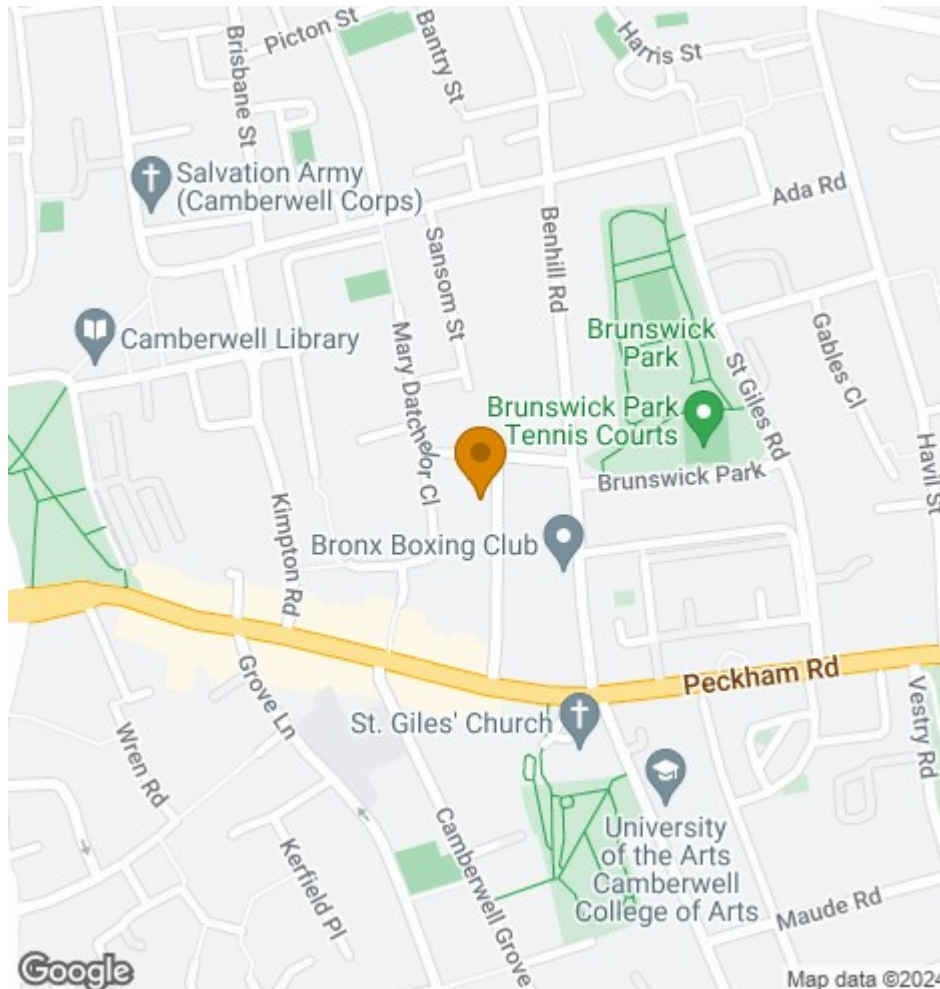 Picton St
Bantry St
Harris St
Brisbane St
Salvation Army
(Camberwell Corps)
Ada Rd
Benhill Rd
Sansom St
Camberwell Library
Mary Datchelor Cl
Brunswick
Park
St Giles Rd
Gables Cl
Brunswick Park
Tennis Courts
Havil St
Brunswick Park
Kimpton Rd
Bronx Boxing Club
Peckham Rd
Grove Ln
St. Giles' Church
Vestry Rd
Wren Rd
University
of the Arts
Camberwell
College of Arts
Kerfield Pl
Camberwell Grove
Maude Rd
Google
Map data ©2024